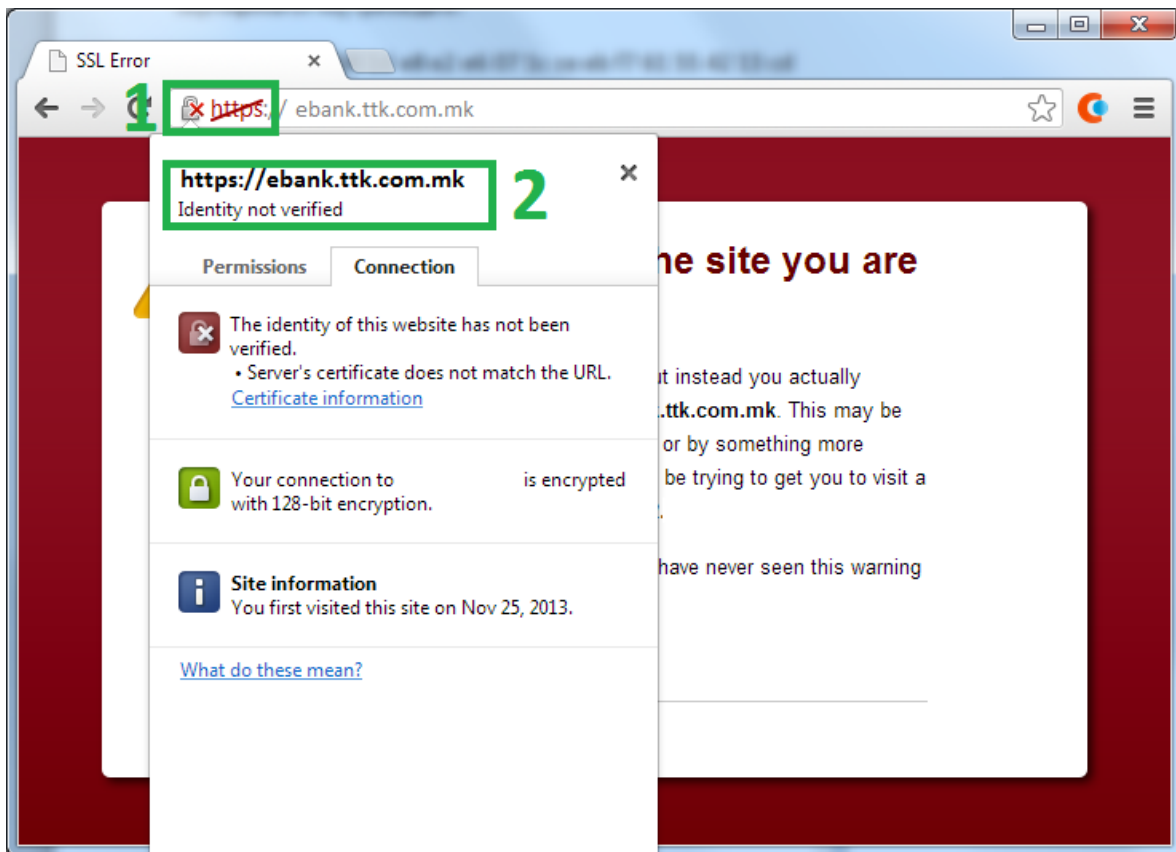 SSL Error
1
https:// ebank.ttk.com.mk
https://ebank.ttk.com.mk
Identity not verified
2
Permissions Connection
The identity of this website has not been
verified.
• Server's certificate does not match the URL.
Certificate information
Your connection to is encrypted
with 128-bit encryption.
Site information
You first visited this site on Nov 25, 2013.
What do these mean?
he site you are
ut instead you actually
.ttk.com.mk. This may be
or by something more
be trying to get you to visit a
have never seen this warning